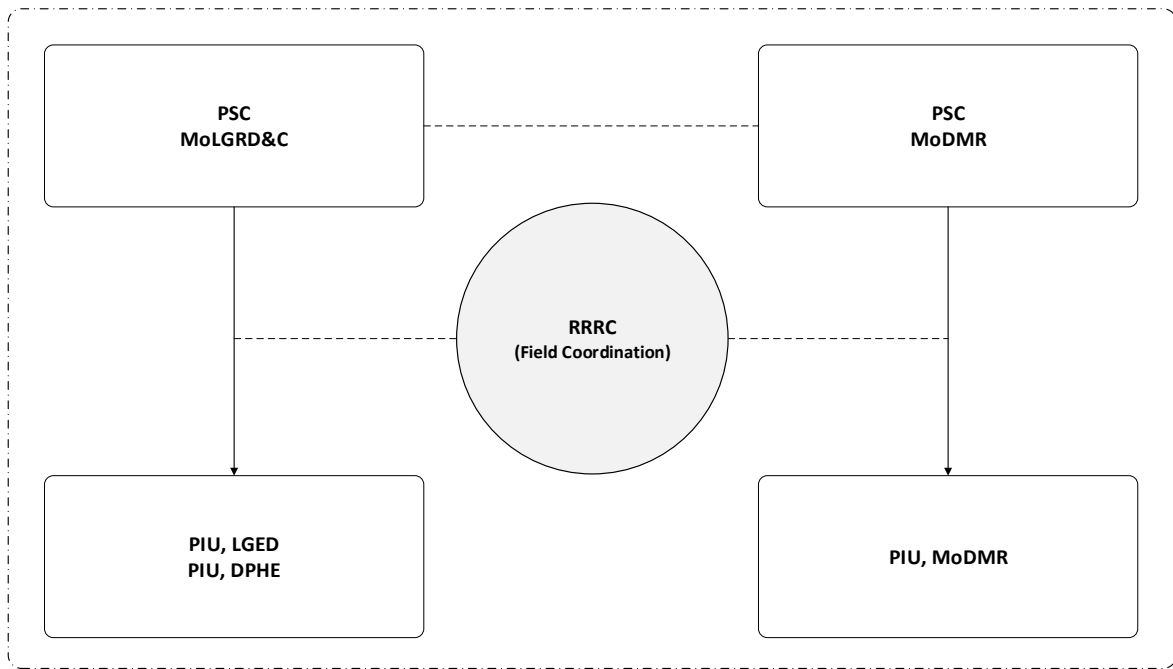 PSC
MoLGRD&C
PSC
MoDMR
RRRC
(Field Coordination)
PIU, LGED
PIU, DPHE
PIU, MoDMR